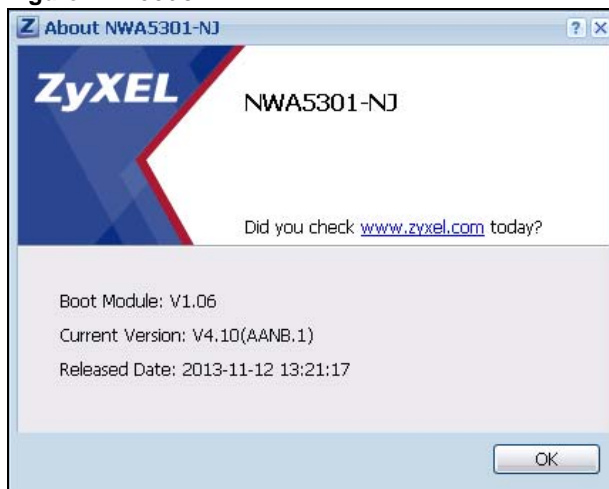 Z About NWA5301-NJ ? X
ZyXEL
NWA5301-NJ
Did you check www.zyxel.com today?
Boot Module: V1.06
Current Version: V4.10(AANB.1)
Released Date: 2013-11-12 13:21:17
OK